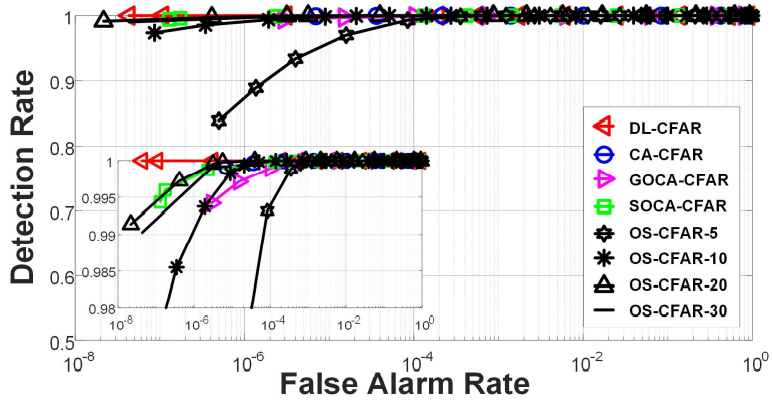 Detection Rate
1
0.9
0.8
0.7
0.6
0.5
10^-8
10^-6
10^-4
10^-2
10^0
False Alarm Rate
1
0.995
0.99
0.985
0.98
10^-8
10^-6
10^-4
10^-2
10^0
DL-CFAR
CA-CFAR
GOCA-CFAR
SOCA-CFAR
OS-CFAR-5
OS-CFAR-10
OS-CFAR-20
OS-CFAR-30